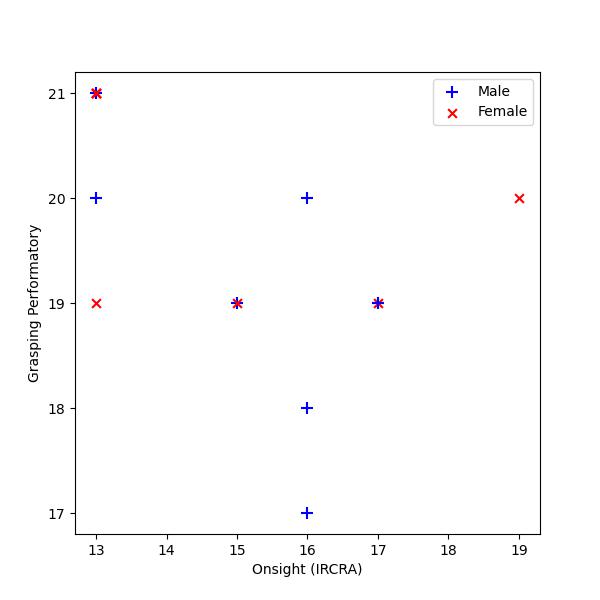 Male
Female
21
20
19
18
17
Grasping Performatory
13 14 15 16 17 18 19
Onsight (IRCRA)